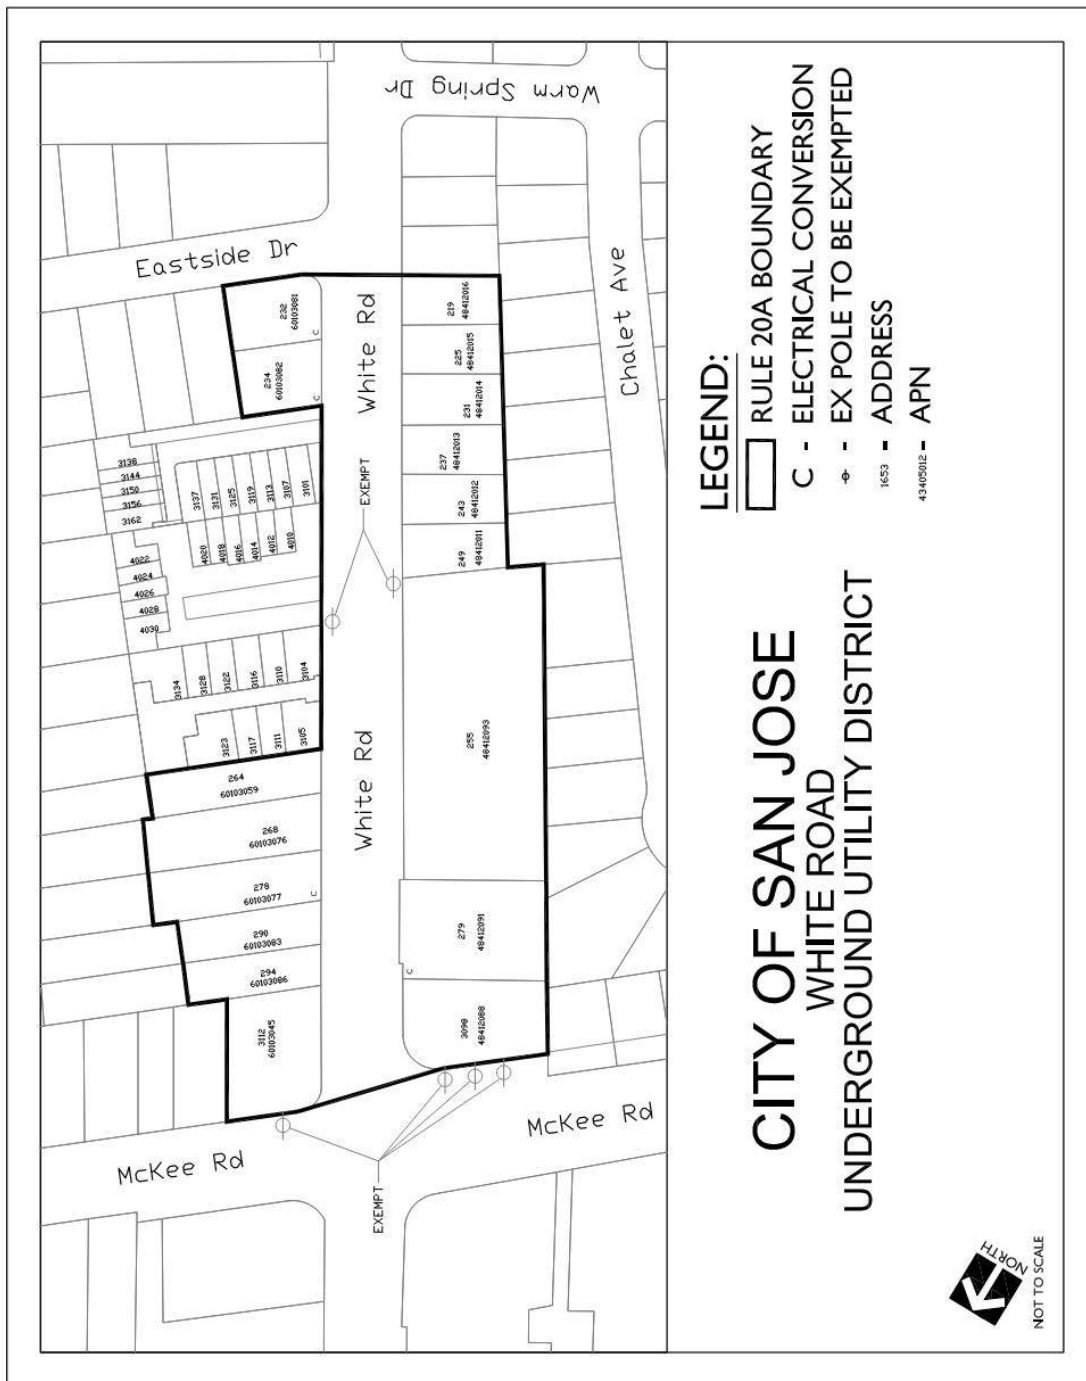 Warm Spring Dr
Eastside Dr
White Rd
Chalet Ave
232
60103081
C
234
60103082
C
219
48412016
225
48412015
231
48412014
237
48412013
243
48412012
249
48412011
EXEMPT
3138
3144
3150
3156
3162
3137
3131
3125
3119
3113
3107
3101
4020
4018
4016
4014
4012
4010
4022
4024
4026
4028
4030
3134
3128
3122
3116
3110
3104
3123
3117
3111
3105
White Rd
255
48412093
264
60103059
268
60103076
278
60103077
C
290
60103083
294
60103086
3112
60103045
279
48412091
C
3098
48412088
McKee Rd
McKee Rd
EXEMPT
LEGEND:
RULE 20A BOUNDARY
C - ELECTRICAL CONVERSION
- EX POLE TO BE EXEMPTED
1653 - ADDRESS
43405012 - APN
CITY OF SAN JOSE
WHITE ROAD
UNDERGROUND UTILITY DISTRICT
NORTH
NOT TO SCALE